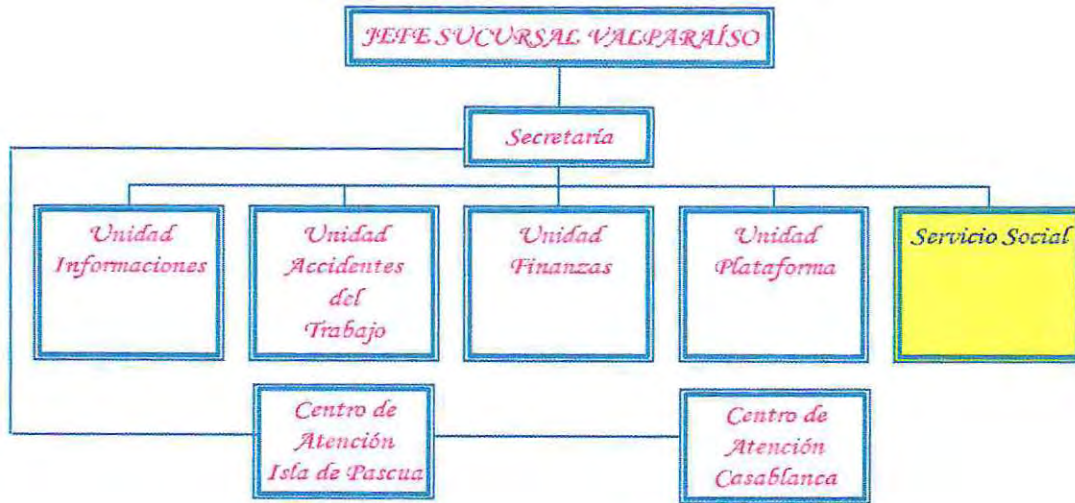 JEFE SUCURSAL VALPARAÍSO
Secretaría
Unidad
Informaciones
Unidad
Accidentes
del
Trabajo
Unidad
Finanzas
Unidad
Plataforma
Servicio Social
Centro de
Atención
Isla de Pascua
Centro de
Atención
Casablanca